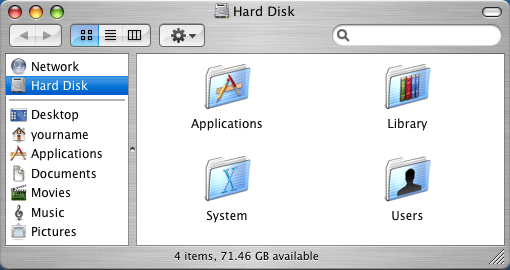 Hard Disk
Network
Hard Disk
Desktop
yourname
Applications
Documents
Movies
Music
Pictures
Applications
Library
System
Users
4 items, 71.46 GB available